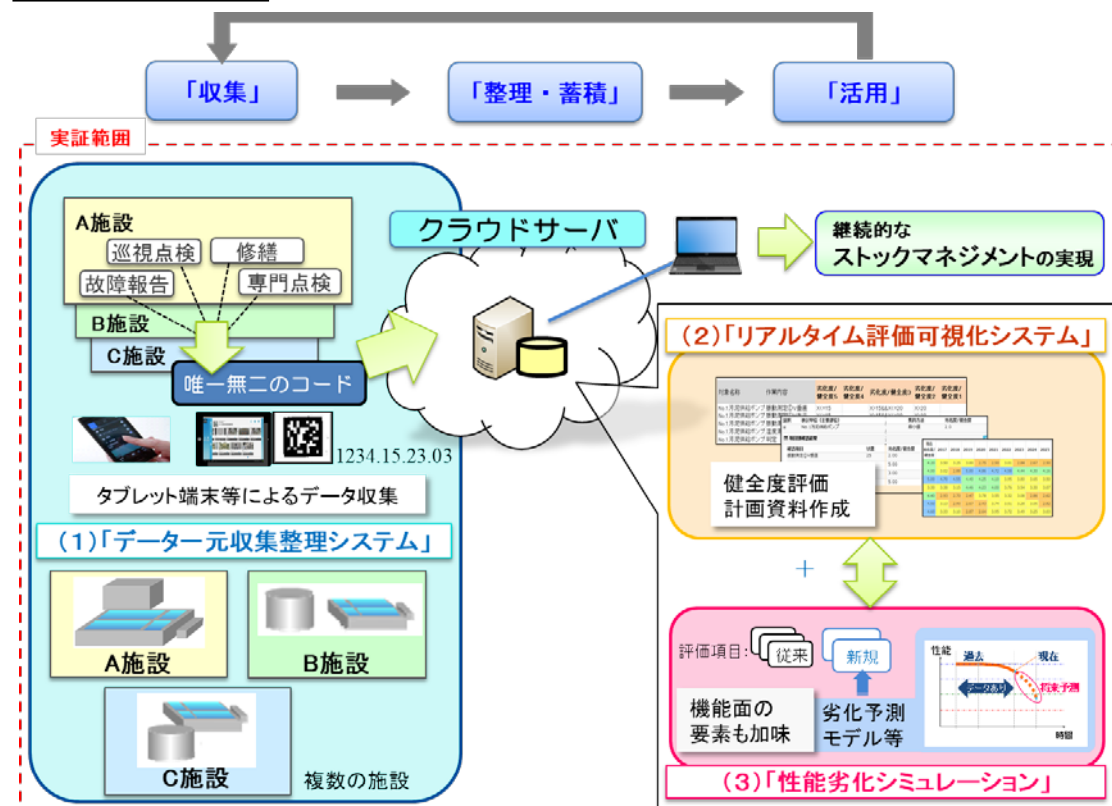 「収集」
「整理・蓄積」
「活用」
実証範囲
A施設
巡視点検
修繕
故障報告
専門点検
B施設
C施設
唯一無二のコード
1234.15.23.03
タブレット端末等によるデータ収集
(1)「データ一元収集整理システム」
A施設
B施設
C施設
複数の施設
クラウドサーバ
継続的な
ストックマネジメントの実現
(2)「リアルタイム評価可視化システム」
対象名称
作業内容
健全度評価
計画資料作成
+
評価項目:
従来
新規
機能面の
要素も加味
劣化予測
モデル等
性能
過去
現在
データあり
将来予測
時間
(3)「性能劣化シミュレーション」